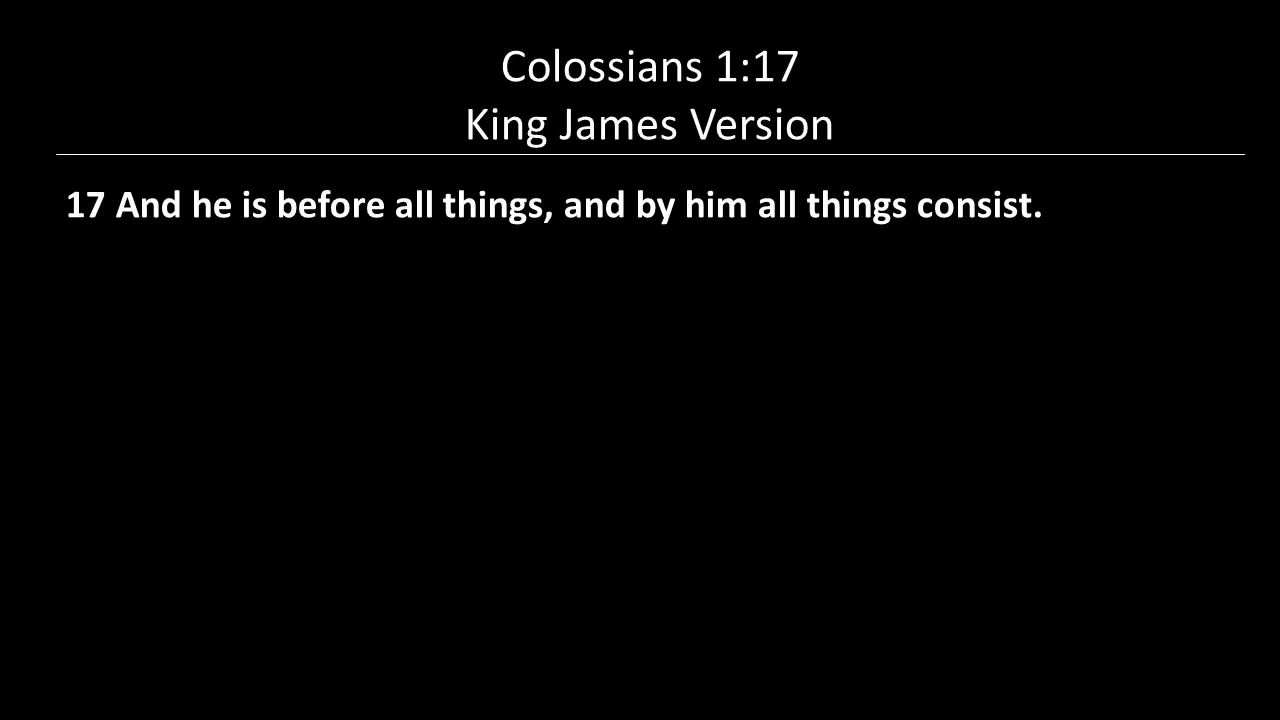 Colossians 1:17
King James Version
17 And he is before all things, and by him all things consist.